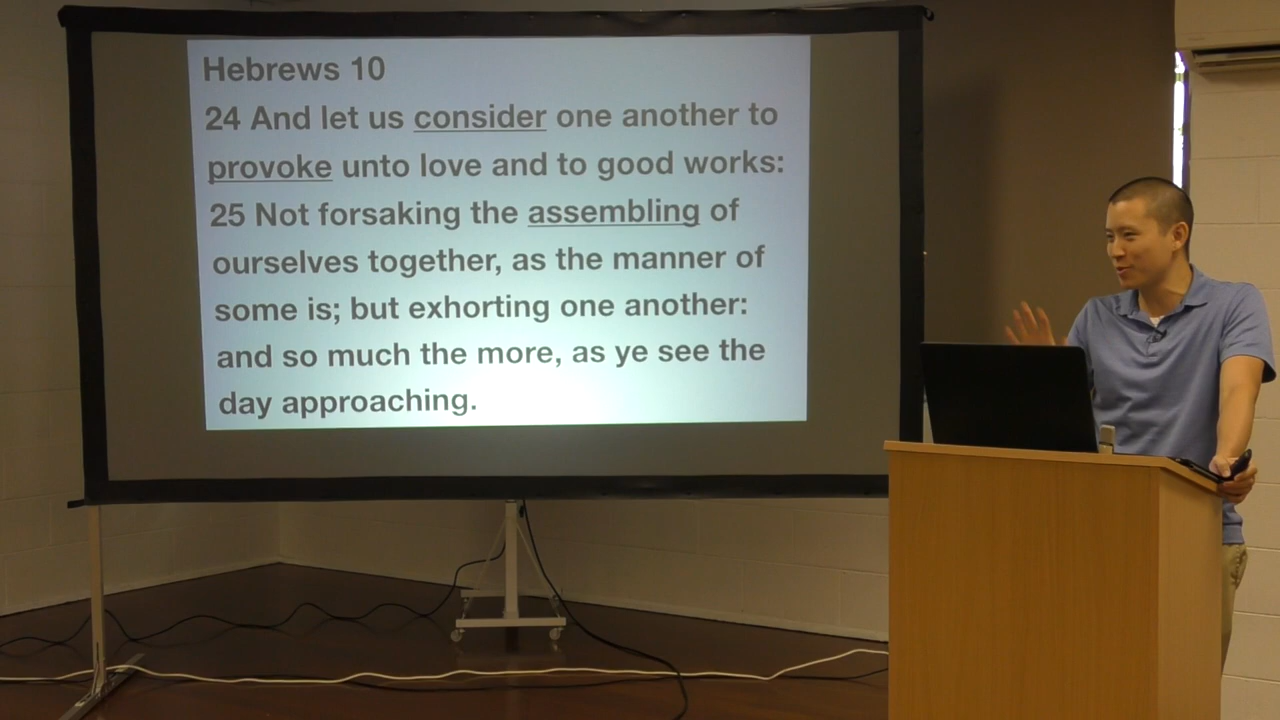 Hebrews 10
24 And let us consider one another to
provoke unto love and to good works:
25 Not forsaking the assembling of
ourselves together, as the manner of
some is; but exhorting one another:
and so much the more, as ye see the
day approaching.